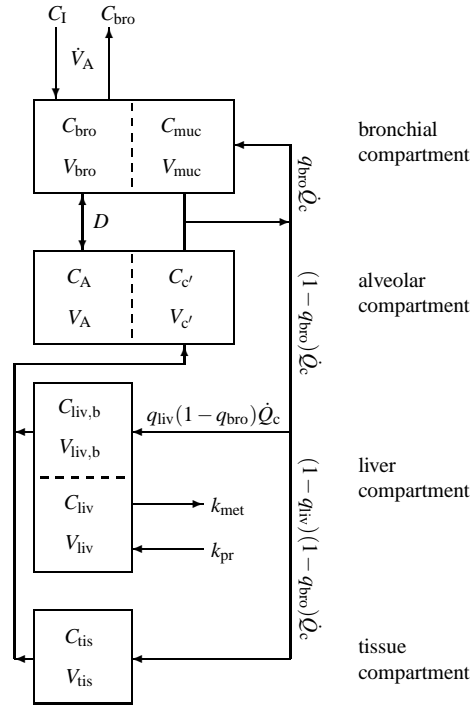 C_I C_bro
V̇_A
C_bro C_muc
V_bro V_muc
bronchial
compartment
q_bro Q̇_c
D
C_A C_c′
V_A V_c′
alveolar
compartment
(1 − q_bro)Q̇_c
C_liv,b
V_liv,b
q_liv(1 − q_bro)Q̇_c
C_liv
V_liv
k_met
k_pr
liver
compartment
(1 − q_liv)(1 − q_bro)Q̇_c
C_tis
V_tis
tissue
compartment